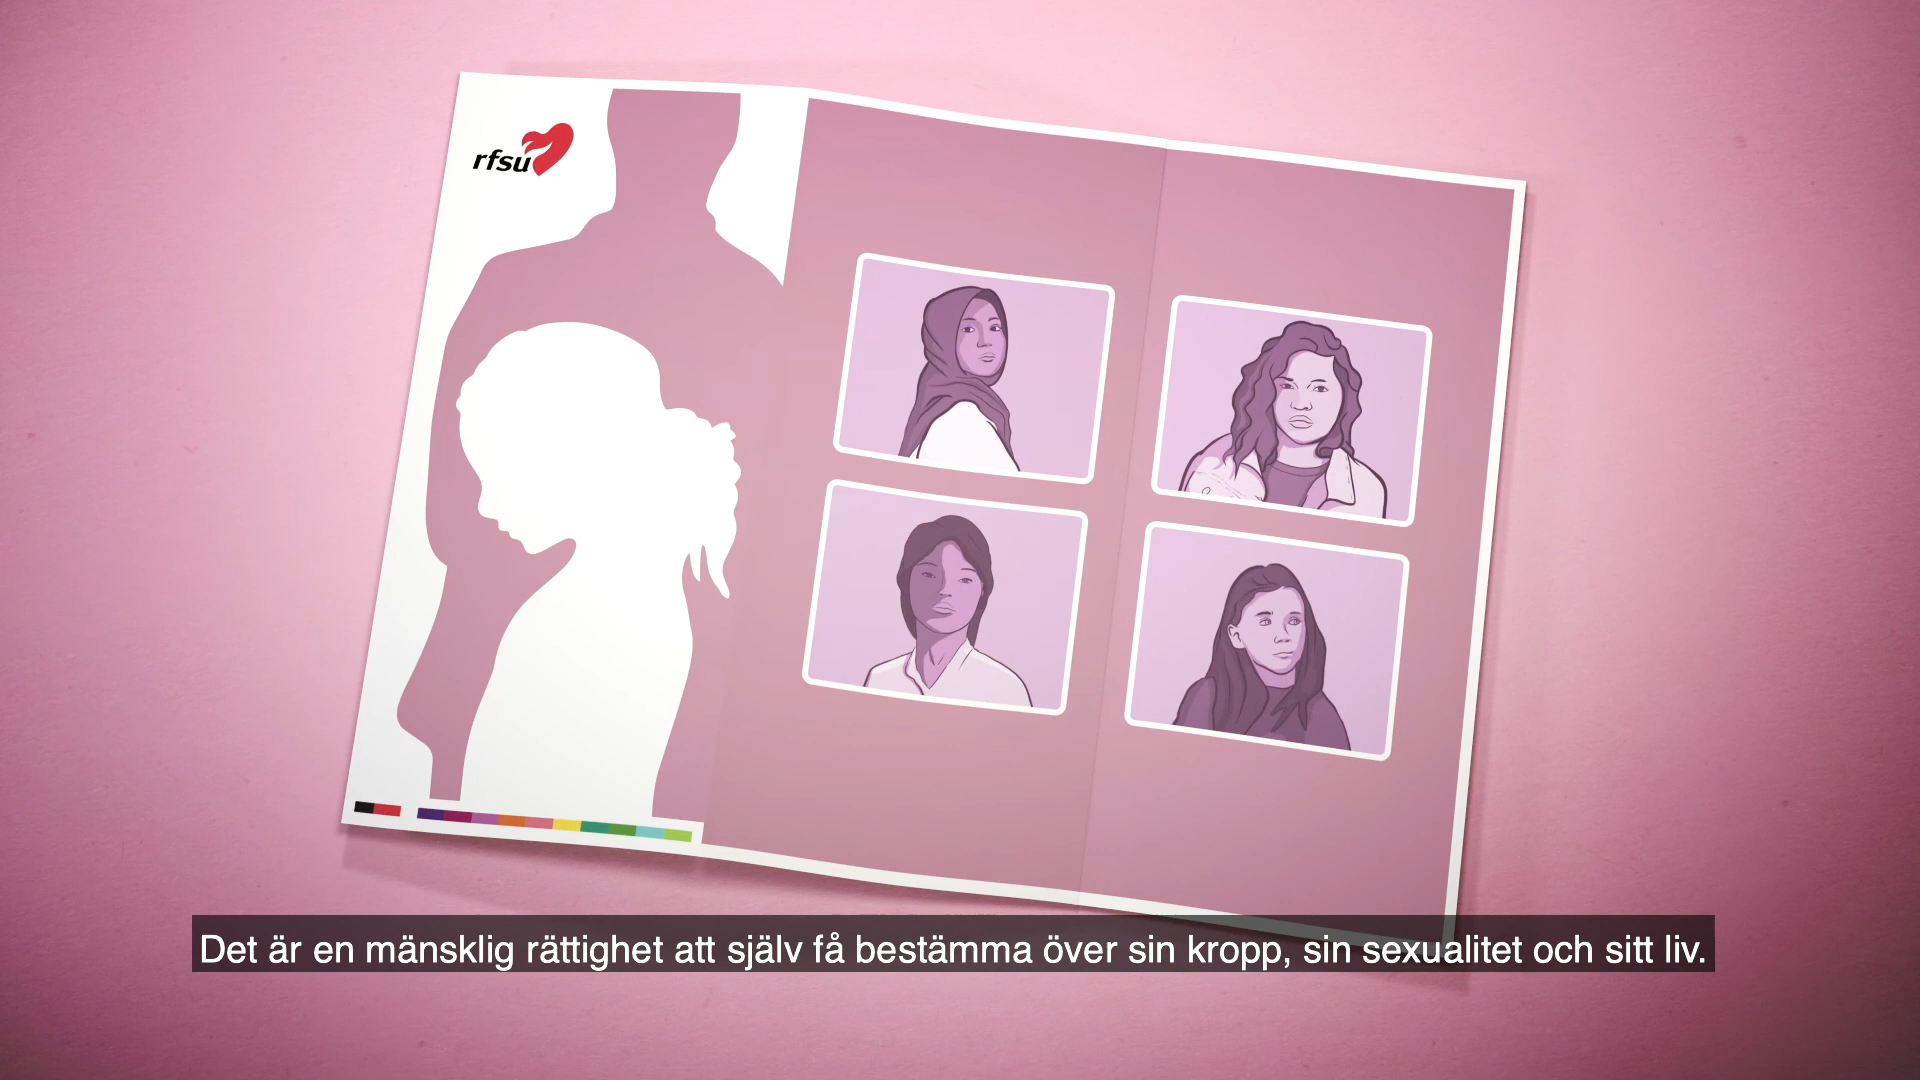 rfsu
Det är en mänsklig rättighet att själv få bestämma över sin kropp, sin sexualitet och sitt liv.